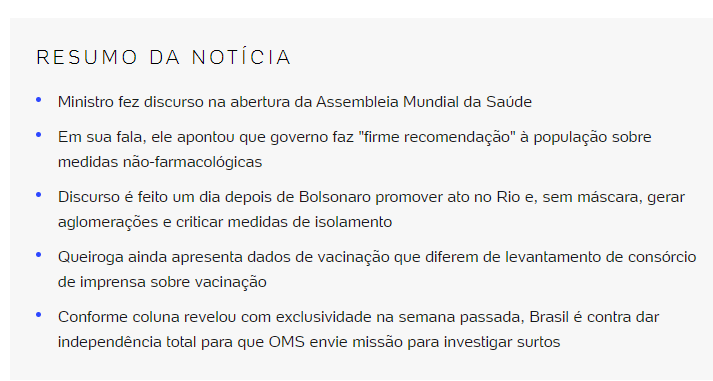 RESUMO DA NOTÍCIA
Ministro fez discurso na abertura da Assembleia Mundial da Saúde
Em sua fala, ele apontou que governo faz "firme recomendação" à população sobre
medidas não-farmacológicas
Discurso é feito um dia depois de Bolsonaro promover ato no Rio e, sem máscara, gerar
aglomerações e criticar medidas de isolamento
Queiroga ainda apresenta dados de vacinação que diferem de levantamento de consórcio
de imprensa sobre vacinação
Conforme coluna revelou com exclusividade na semana passada, Brasil é contra dar
independência total para que OMS envie missão para investigar surtos